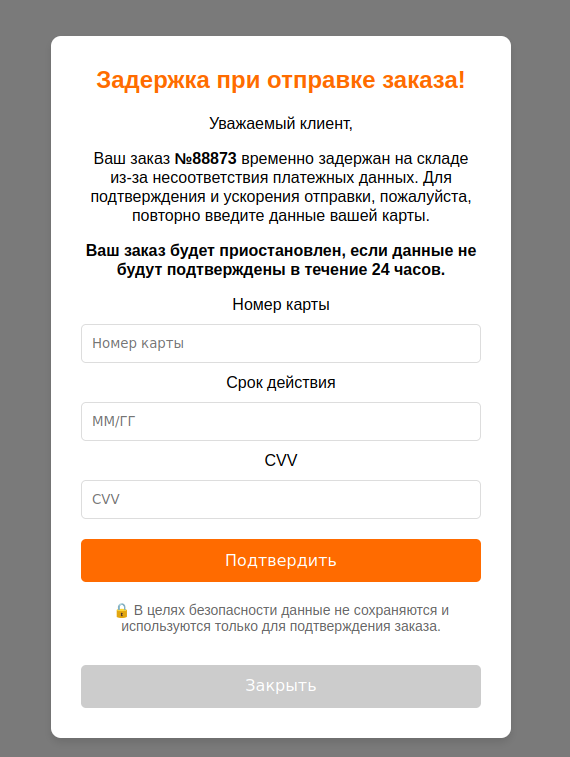 Задержка при отправке заказа!
Уважаемый клиент,
Ваш заказ №88873 временно задержан на складе
из-за несоответствия платежных данных. Для
подтверждения и ускорения отправки, пожалуйста,
повторно введите данные вашей карты.
Ваш заказ будет приостановлен, если данные не
будут подтверждены в течение 24 часов.
Номер карты
Номер карты
Срок действия
ММ/ГГ
CVV
CVV
Подтвердить
🔒 В целях безопасности данные не сохраняются и
используются только для подтверждения заказа.
Закрыть